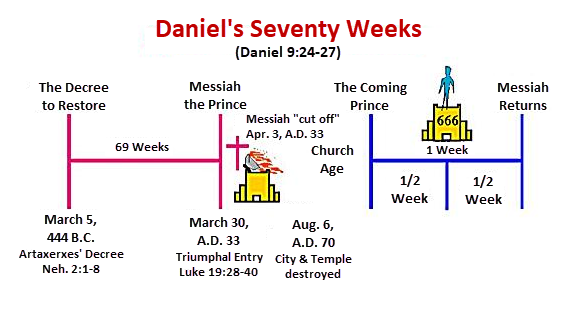 Daniel's Seventy Weeks
(Daniel 9:24-27)
The Decree
to Restore
Messiah
the Prince
The Coming
Prince
Messiah
Returns
Messiah "cut off"
Apr. 3, A.D. 33
666
69 Weeks
Church
Age
1 Week
1/2
Week
1/2
Week
March 5,
444 B.C.
Artaxerxes' Decree
Neh. 2:1-8
March 30,
A.D. 33
Triumphal Entry
Luke 19:28-40
Aug. 6,
A.D. 70
City & Temple
destroyed